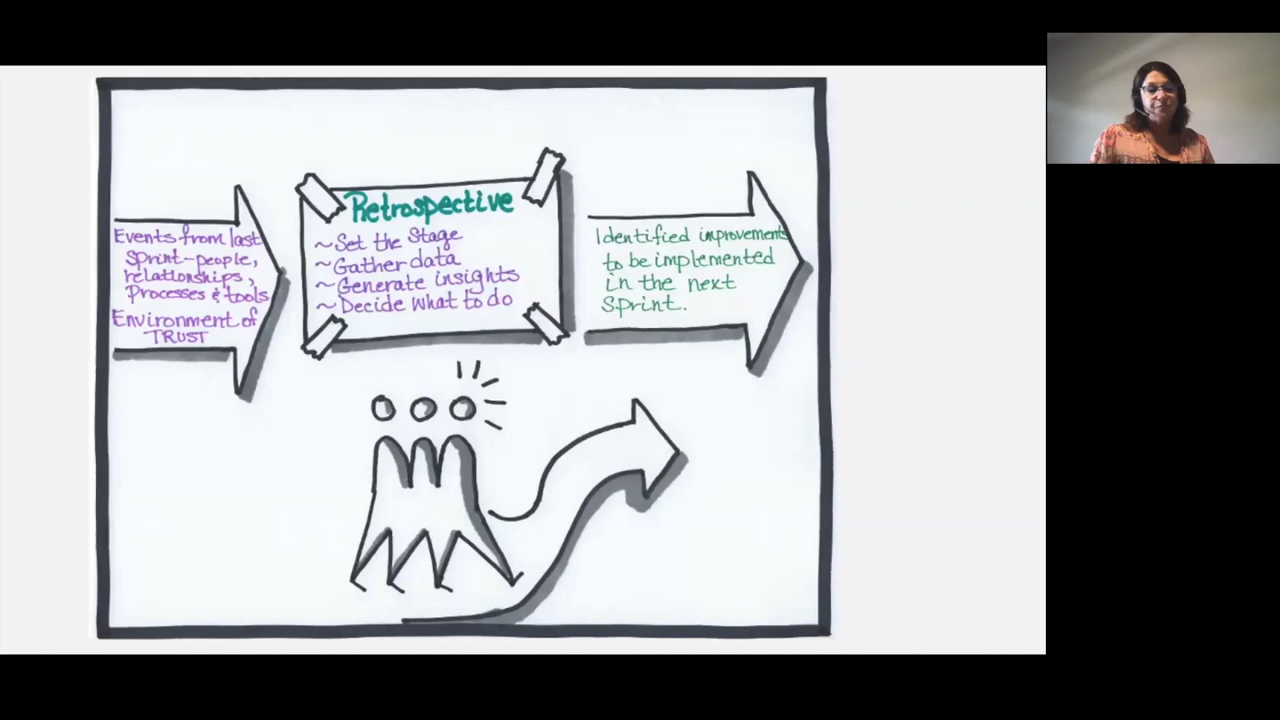 Events from last
sprint-people,
relationships,
Processes & tools
Environment of
TRUST
Retrospective
~Set the Stage
~Gather data
~Generate insights
~Decide what to do
Identified improvements
to be implemented
in the next
sprint.